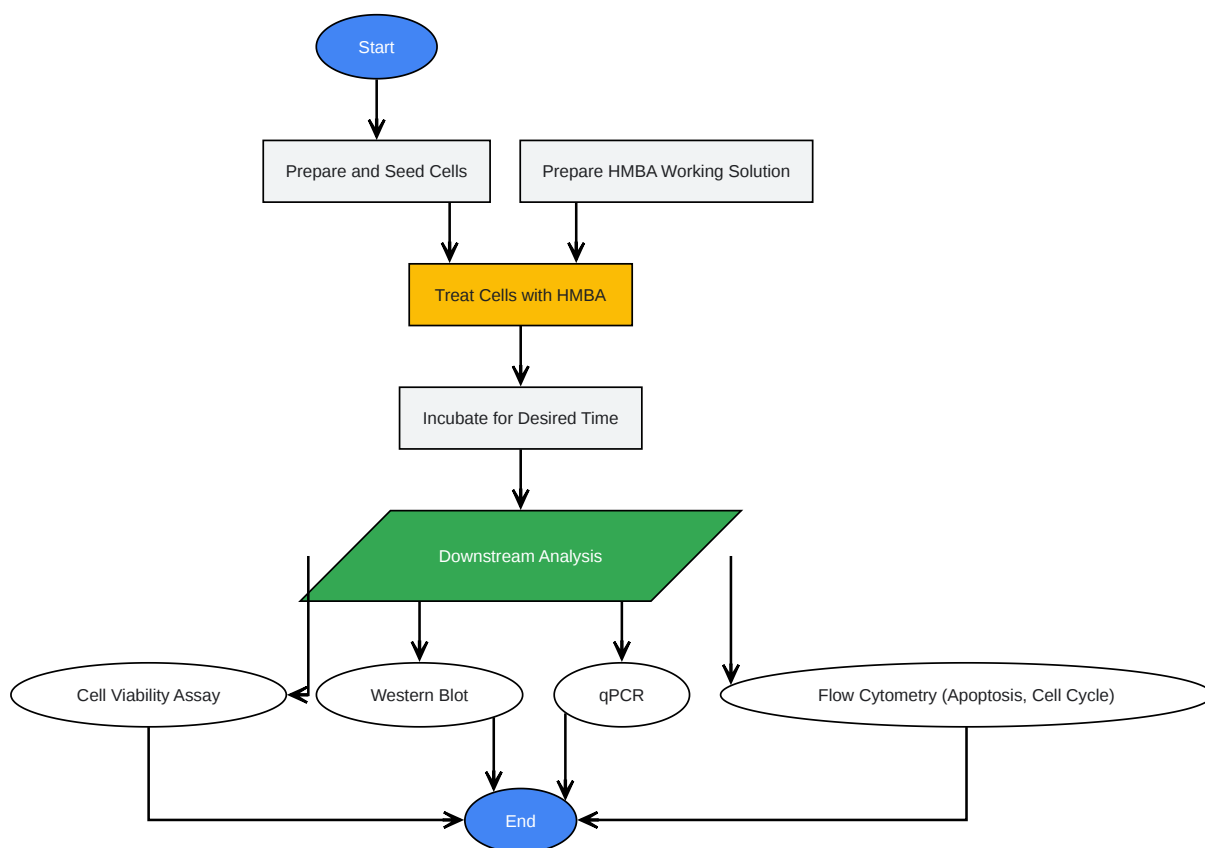 Start
Prepare and Seed Cells
Prepare HMBA Working Solution
Treat Cells with HMBA
Incubate for Desired Time
Downstream Analysis
Cell Viability Assay
Western Blot
qPCR
Flow Cytometry (Apoptosis, Cell Cycle)
End